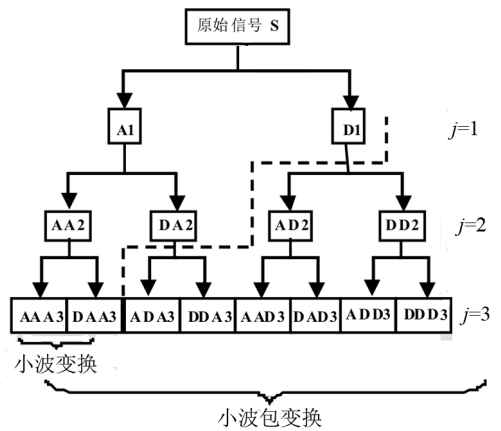 原始信号 S
A1 D1 j=1
AA2 DA2 AD2 DD2 j=2
AAA3 DAA3 ADA3 DDA3 AAD3 DAD3 ADD3 DDD3 j=3
小波变换
小波包变换